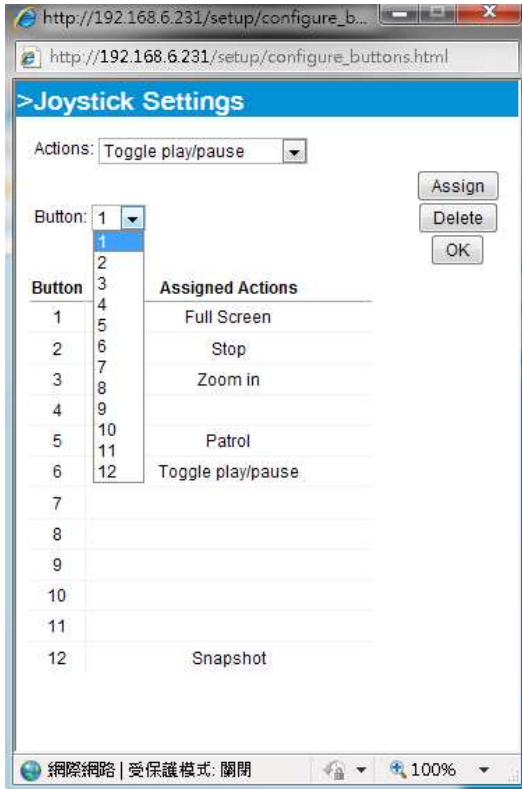 http://192.168.6.231/setup/configure_b...
http://192.168.6.231/setup/configure_buttons.html
>Joystick Settings
Actions: Toggle play/pause
Assign
Button: 1
Delete
OK
1
2
3
4
5
6
7
8
9
10
11
12
Button Assigned Actions
1 Full Screen
2 Stop
3 Zoom in
4
5 Patrol
6 Toggle play/pause
7
8
9
10
11
12 Snapshot
網際網路 | 受保護模式: 關閉 100%